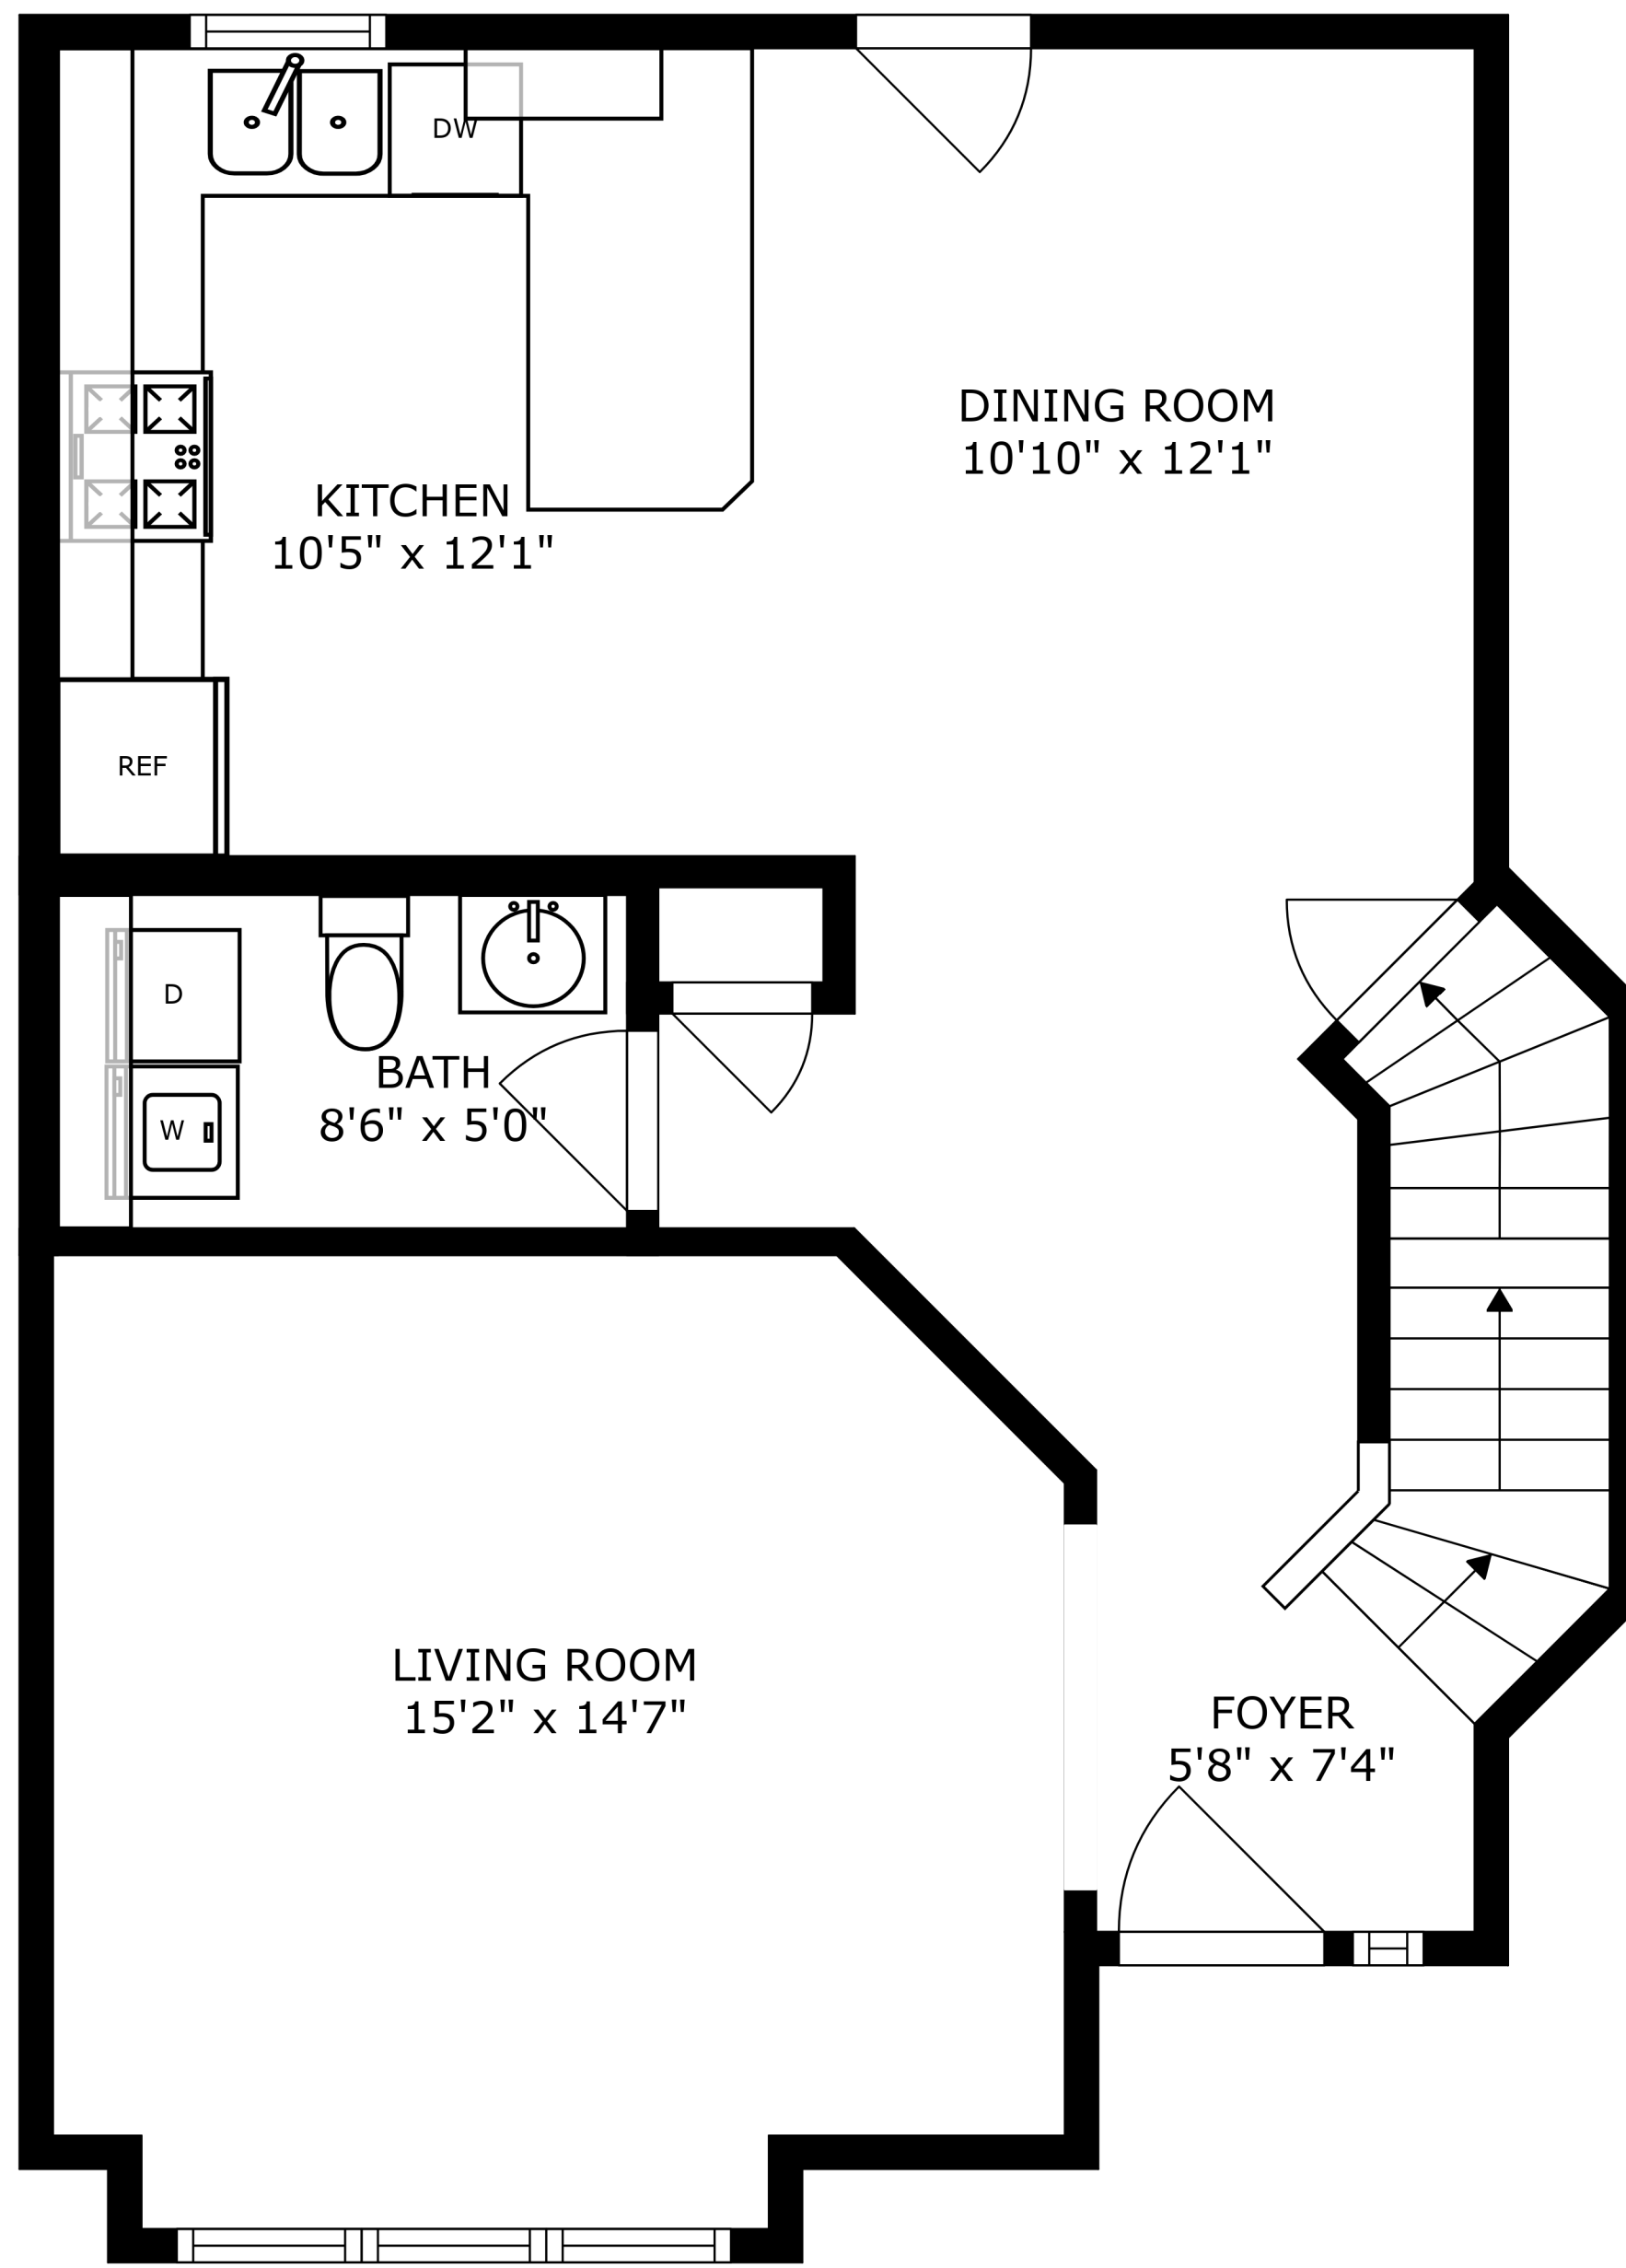 DW
DINING ROOM
10'10" x 12'1"
KITCHEN
10'5" x 12'1"
REF
D
BATH
8'6" x 5'0"
W
LIVING ROOM
15'2" x 14'7"
FOYER
5'8" x 7'4"